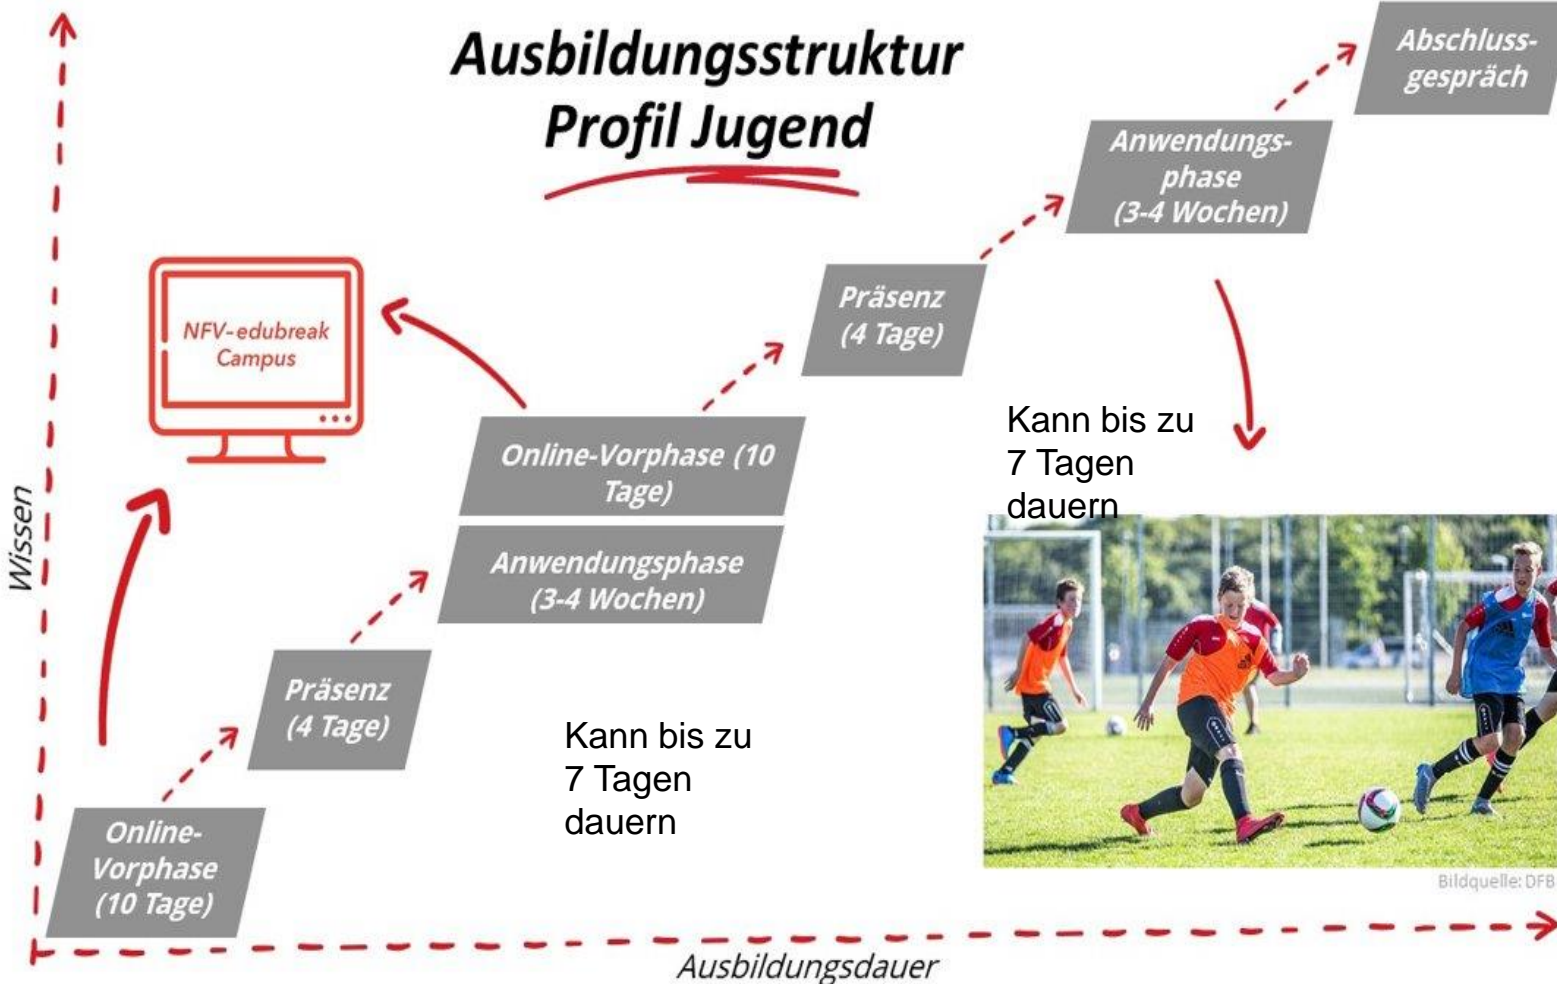 Ausbildungsstruktur
Profil Jugend
Abschluss-
gespräch
Anwendungs-
phase
(3-4 Wochen)
Präsenz
(4 Tage)
NFV-edubreak
Campus
Online-Vorphase (10
Tage)
Anwendungsphase
(3-4 Wochen)
Kann bis zu
7 Tagen
dauern
Präsenz
(4 Tage)
Kann bis zu
7 Tagen
dauern
Online-
Vorphase
(10 Tage)
Wissen
Ausbildungsdauer
Bildquelle: DFB